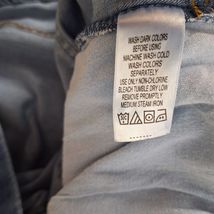 WASH DARK COLORS
BEFORE USING
MACHINE WASH COLD
WASH COLORS
SEPARATELY
USE ONLY NON-CHLORINE
BLEACH TUMBLE DRY LOW
REMOVE PROMPTLY
MEDIUM STEAM IRON